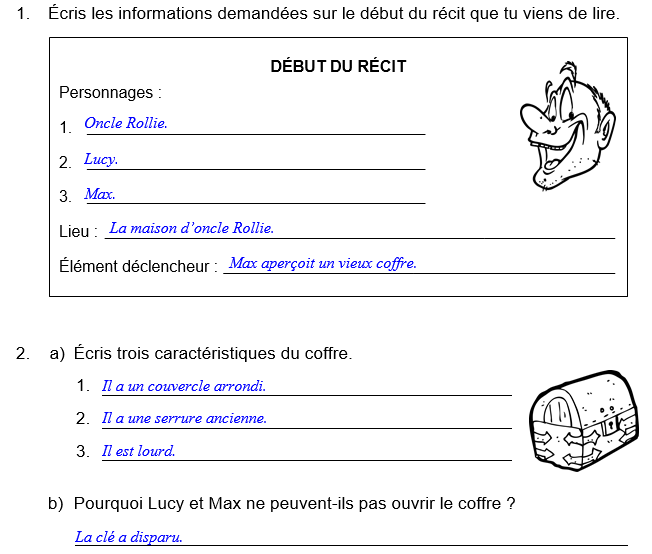 1. Écris les informations demandées sur le début du récit que tu viens de lire.
DÉBUT DU RÉCIT
Personnages :
1. Oncle Rollie.
2. Lucy.
3. Max.
Lieu : La maison d'oncle Rollie.
Élément déclencheur : Max aperçoit un vieux coffre.
2. a) Écris trois caractéristiques du coffre.
1. Il a un couvercle arrondi.
2. Il a une serrure ancienne.
3. Il est lourd.
b) Pourquoi Lucy et Max ne peuvent-ils pas ouvrir le coffre ?
La clé a disparu.